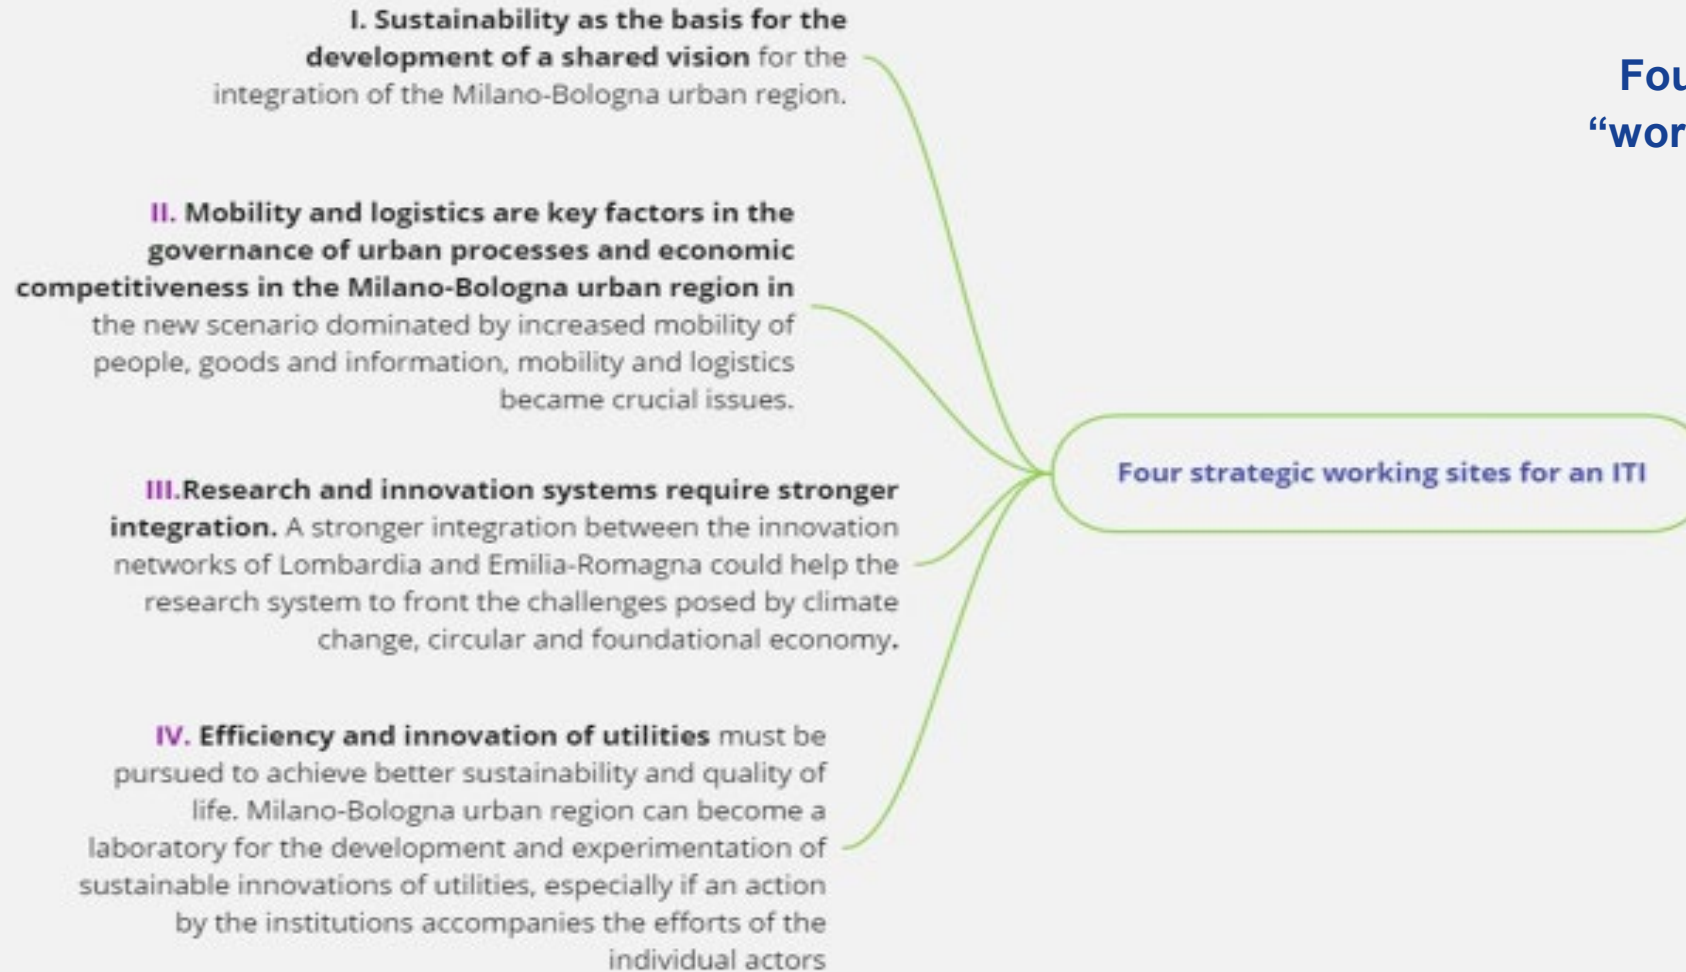 I. Sustainability as the basis for the
development of a shared vision for the
integration of the Milano-Bologna urban region.
II. Mobility and logistics are key factors in the
governance of urban processes and economic
competitiveness in the Milano-Bologna urban region in
the new scenario dominated by increased mobility of
people, goods and information, mobility and logistics
became crucial issues.
III.Research and innovation systems require stronger
integration. A stronger integration between the innovation
networks of Lombardia and Emilia-Romagna could help the
research system to front the challenges posed by climate
change, circular and foundational economy.
IV. Efficiency and innovation of utilities must be
pursued to achieve better sustainability and quality of
life. Milano-Bologna urban region can become a
laboratory for the development and experimentation of
sustainable innovations of utilities, especially if an action
by the institutions accompanies the efforts of the
individual actors
Four strategic working sites for an ITI